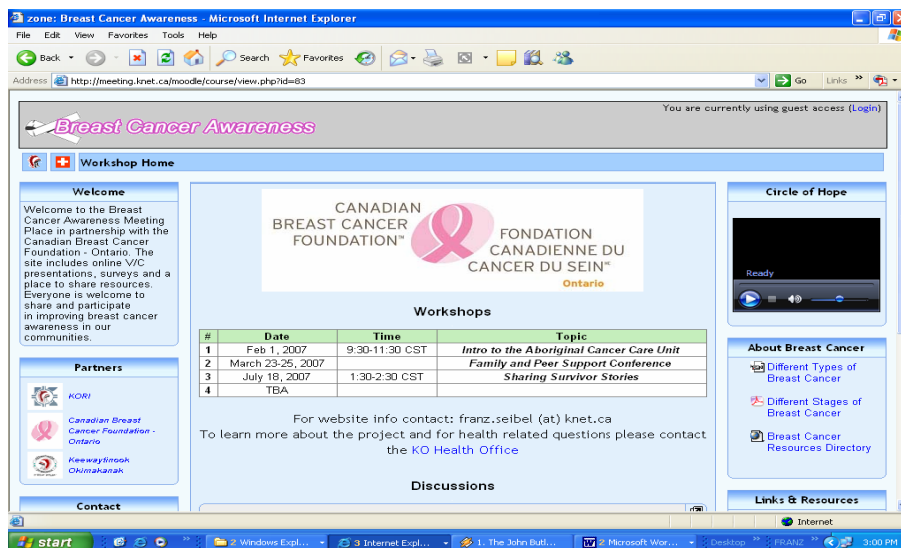 zone: Breast Cancer Awareness - Microsoft Internet Explorer
File Edit View Favorites Tools Help
Back Search Favorites
Address http://meeting.knet.ca/moodle/course/view.php?id=83 Go Links »
You are currently using guest access (Login)
Breast Cancer Awareness
Workshop Home
Welcome
Welcome to the Breast
Cancer Awareness Meeting
Place in partnership with the
Canadian Breast Cancer
Foundation - Ontario. The
site includes online V/C
presentations, surveys and a
place to share resources.
Everyone is welcome to
share and participate
in improving breast cancer
awareness in our
communities.
Partners
KORI
Canadian Breast
Cancer Foundation -
Ontario
Keewaytinook
Okimakanak
Contact
CANADIAN
BREAST CANCER
FOUNDATION™
FONDATION
CANADIENNE DU
CANCER DU SEIN
Ontario
Workshops
# Date Time Topic
1 Feb 1, 2007 9:30-11:30 CST Intro to the Aboriginal Cancer Care Unit
2 March 23-25, 2007 Family and Peer Support Conference
3 July 18, 2007 1:30-2:30 CST Sharing Survivor Stories
4 TBA
For website info contact: franz.seibel (at) knet.ca
To learn more about the project and for health related questions please contact
the KO Health Office
Discussions
Circle of Hope
Ready
About Breast Cancer
Different Types of
Breast Cancer
Different Stages of
Breast Cancer
Breast Cancer
Resources Directory
Links & Resources
Internet
start » 2 Windows Expl... 3 Internet Expl... 1. The John Butl... 2 Microsoft Wor... Desktop » FRANZ » 3:00 PM